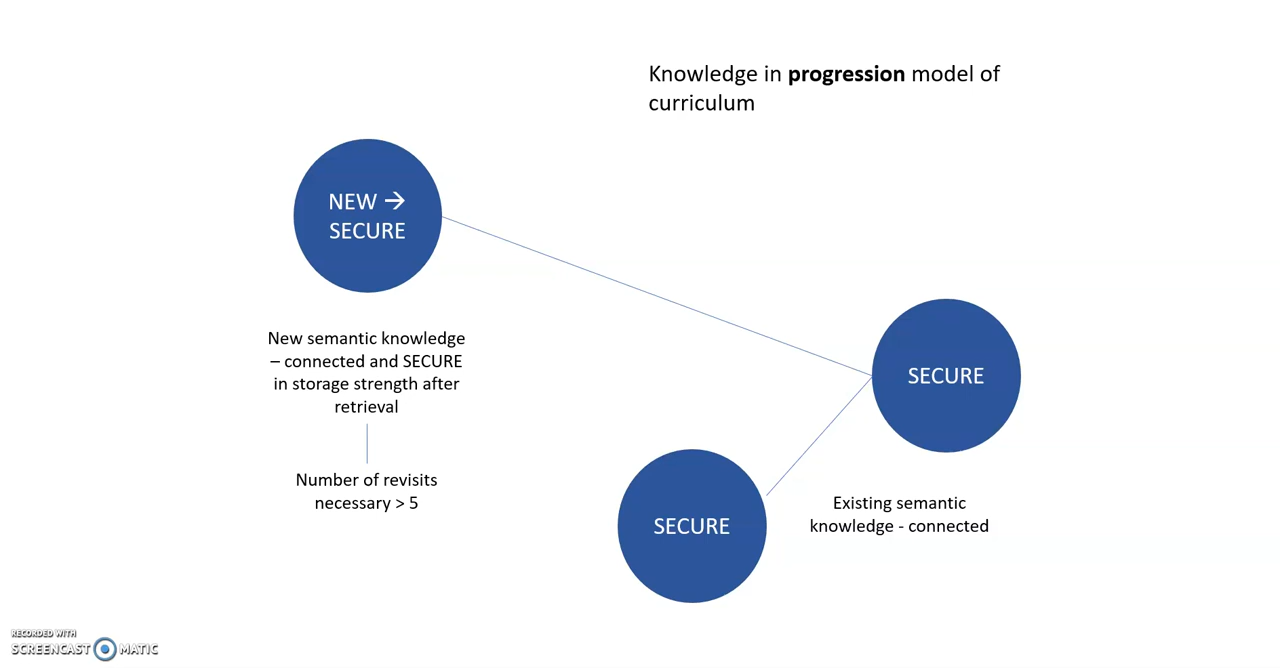 Knowledge in progression model of
curriculum
NEW →
SECURE
New semantic knowledge
– connected and SECURE
in storage strength after
retrieval
Number of revisits
necessary > 5
SECURE
SECURE
Existing semantic
knowledge - connected
RECORDED WITH
SCREENCAST MATIC